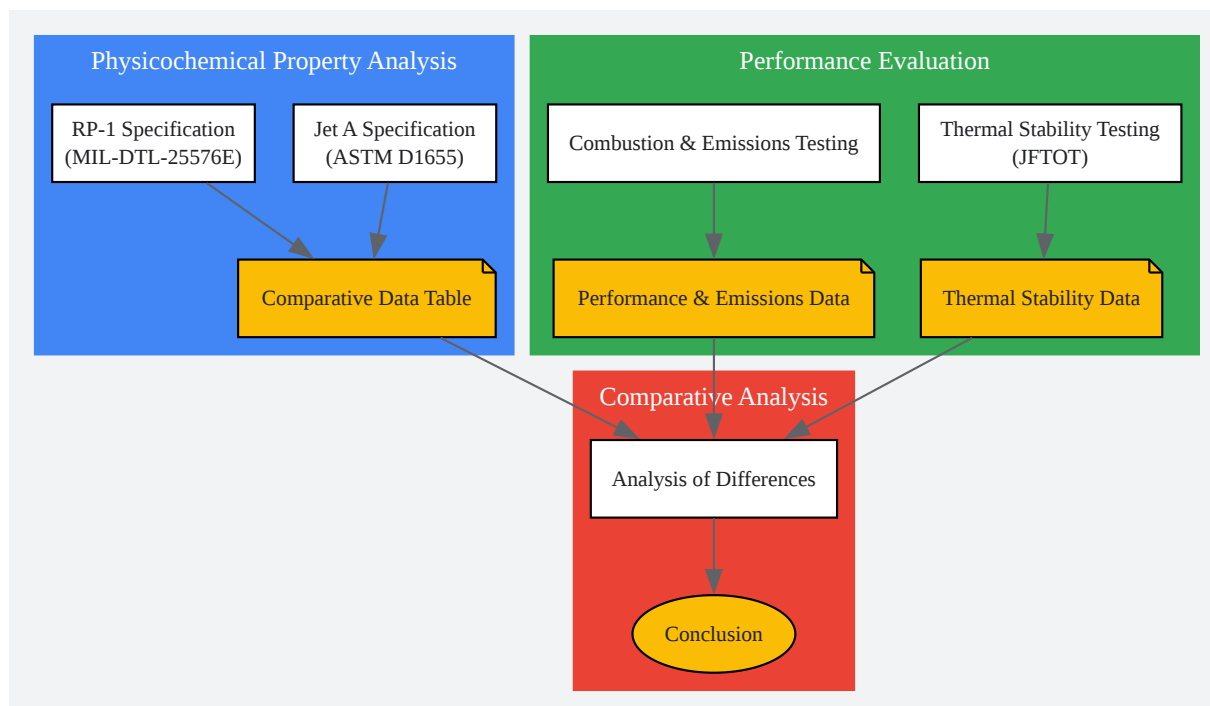 Physicochemical Property Analysis
RP-1 Specification
(MIL-DTL-25576E)
Jet A Specification
(ASTM D1655)
Comparative Data Table
Performance Evaluation
Combustion & Emissions Testing
Thermal Stability Testing
(JFTOT)
Performance & Emissions Data
Thermal Stability Data
Comparative Analysis
Analysis of Differences
Conclusion